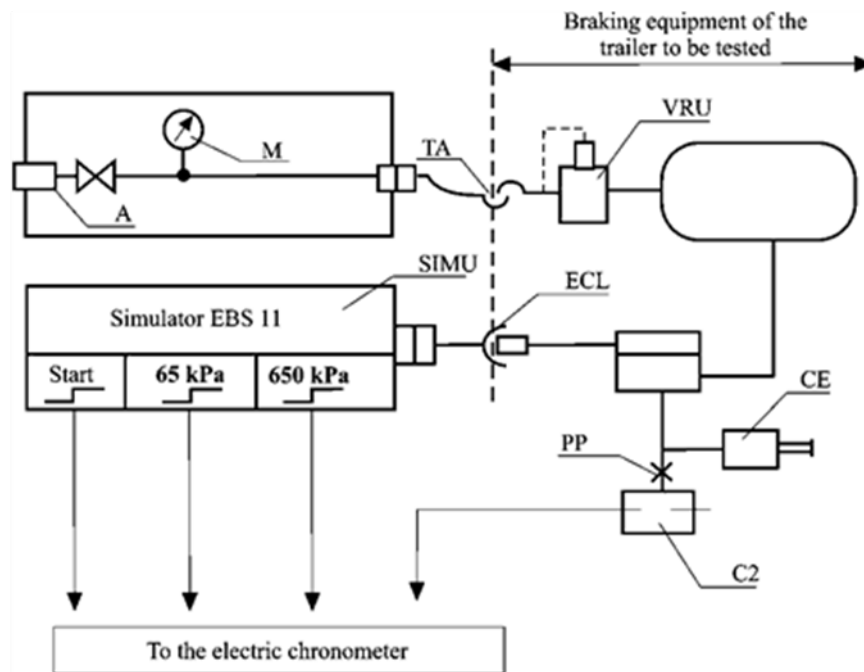 Braking equipment of the
trailer to be tested
VRU
TA
M
A
SIMU
ECL
Simulator EBS 11
Start
65 kPa
650 kPa
CE
PP
C2
To the electric chronometer